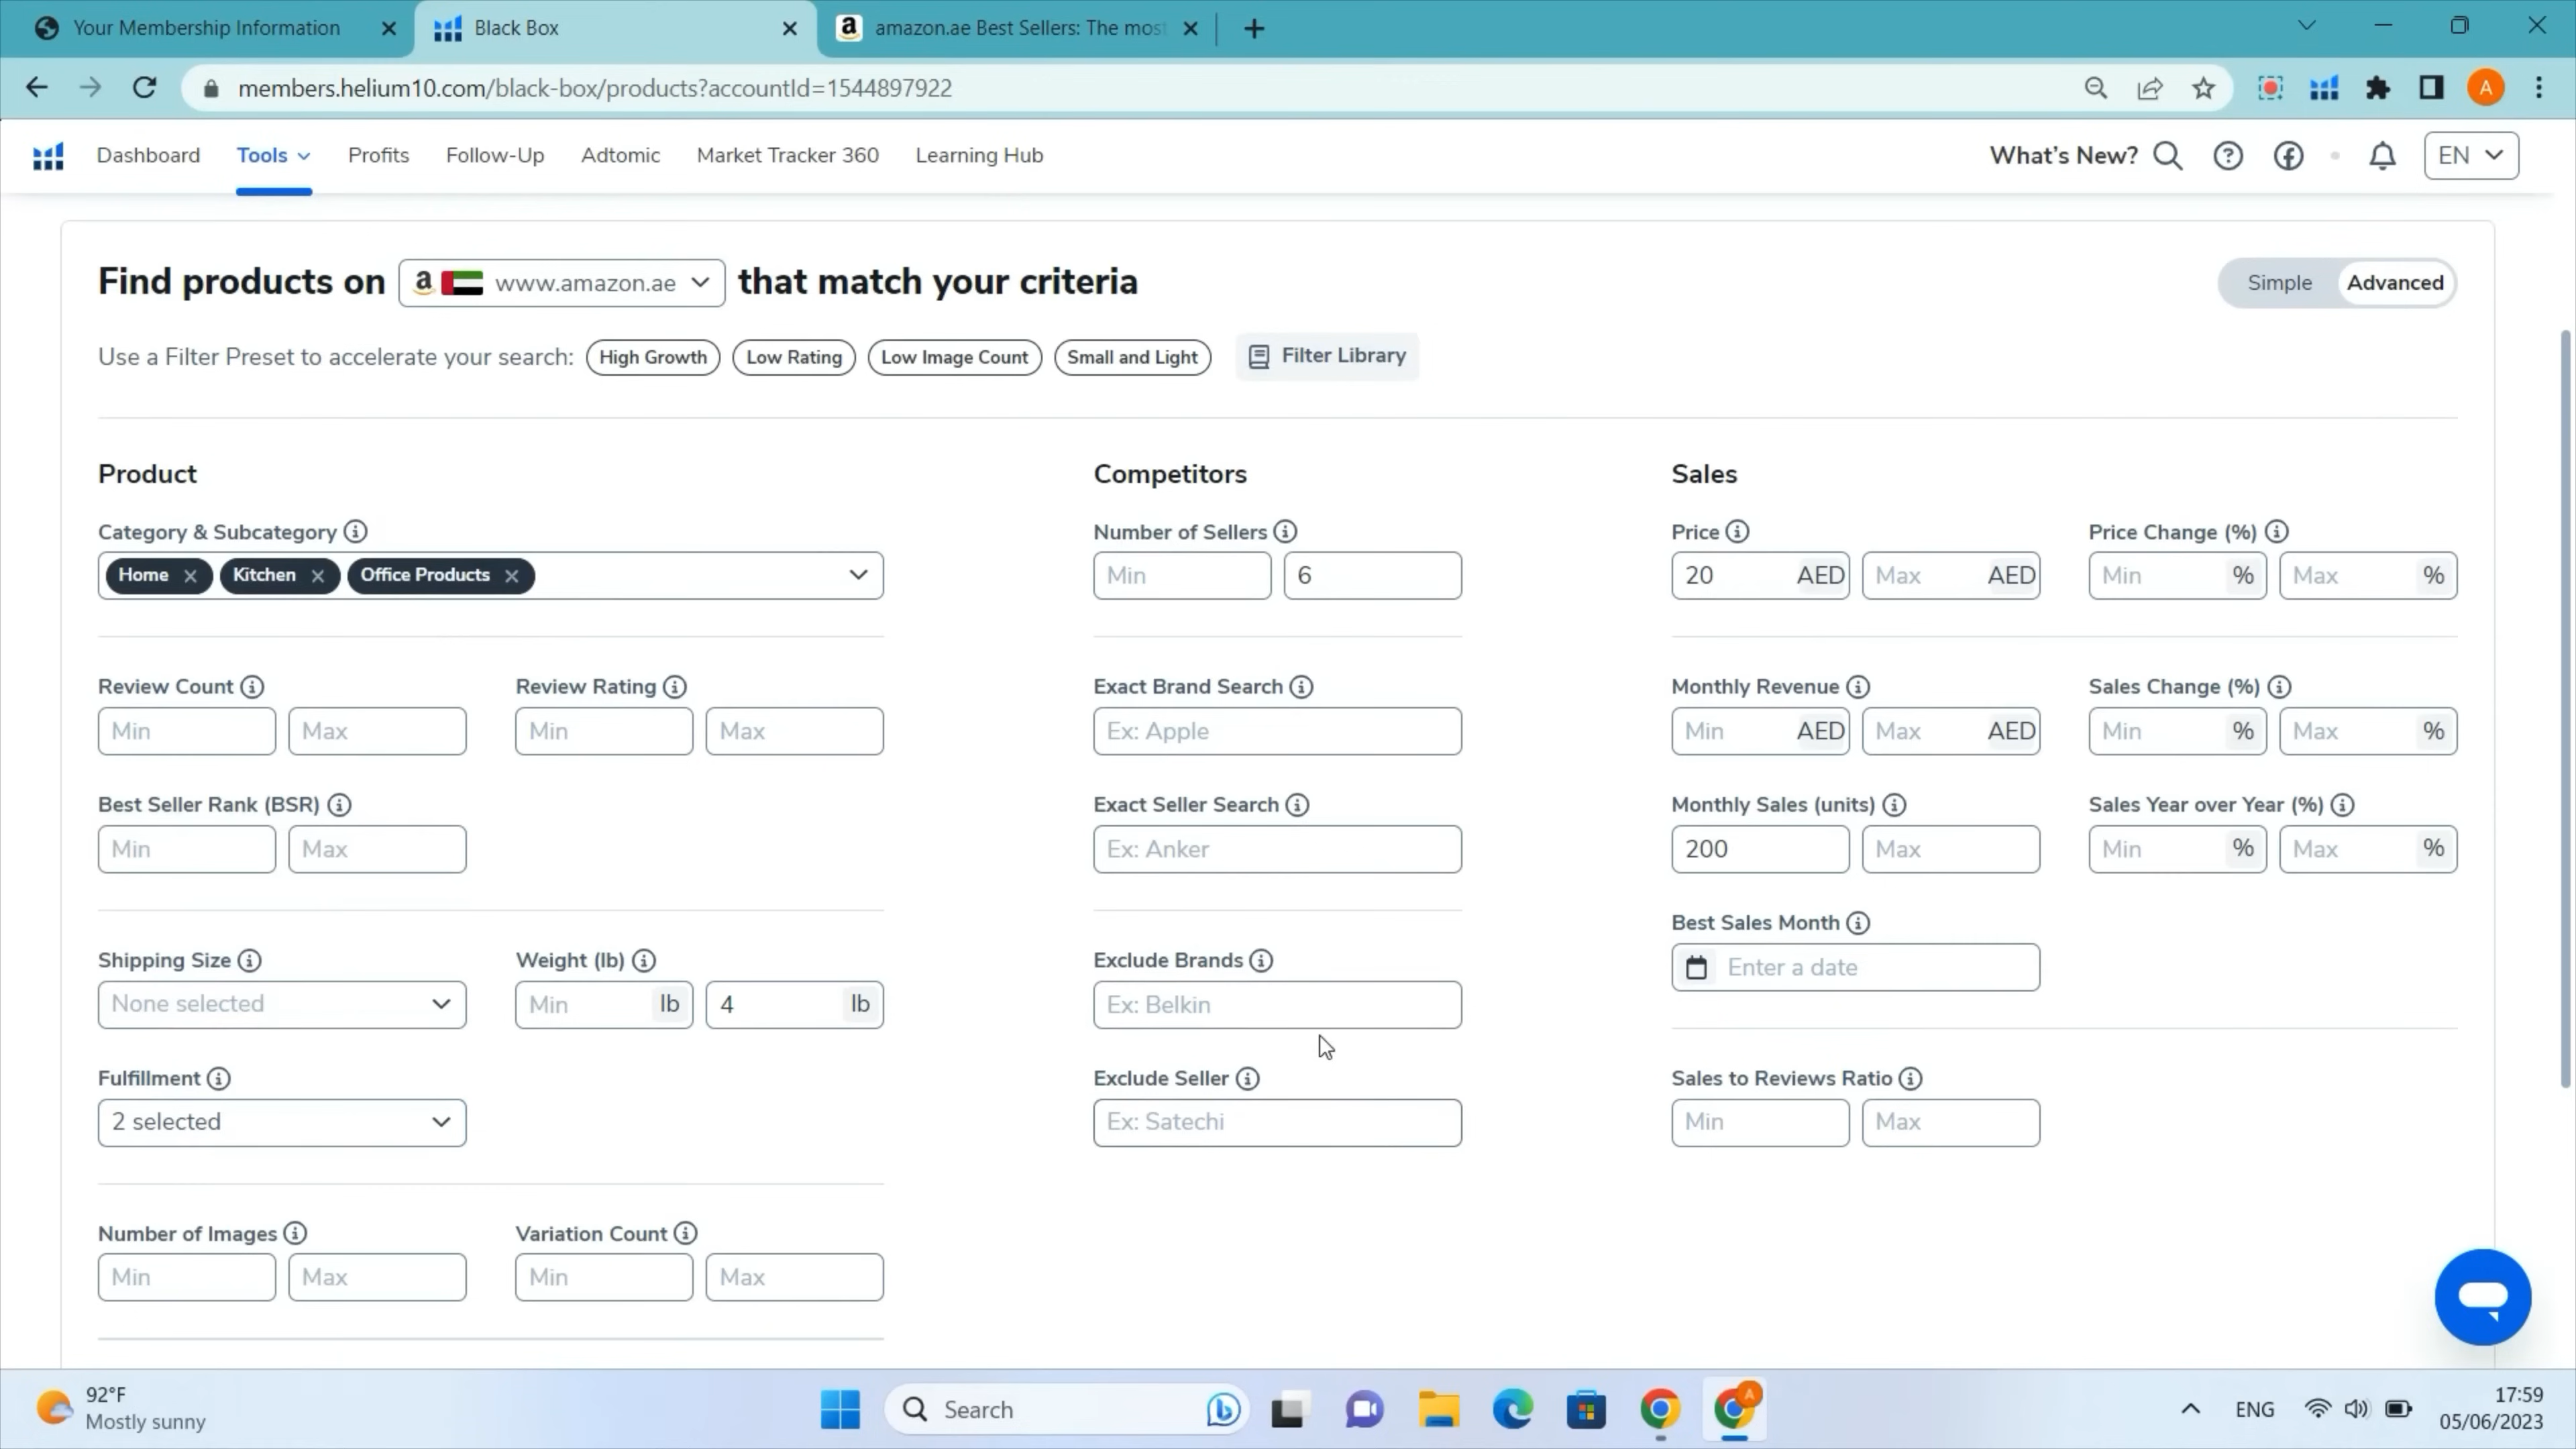 Your Membership Information
Black Box
amazon.ae Best Sellers: The most
members.helium10.com/black-box/products?accountId=1544897922
A
Dashboard Tools Profits Follow-Up Adtomic Market Tracker 360 Learning Hub What's New? EN
Find products on www.amazon.ae that match your criteria
Simple Advanced
Use a Filter Preset to accelerate your search: High Growth Low Rating Low Image Count Small and Light Filter Library
Product
Category & Subcategory
Home Kitchen Office Products
Review Count Review Rating
Min Max Min Max
Best Seller Rank (BSR)
Min Max
Shipping Size Weight (lb)
None selected Min lb 4 lb
Fulfillment
2 selected
Number of Images Variation Count
Min Max Min Max
Competitors
Number of Sellers
Min 6
Exact Brand Search
Ex: Apple
Exact Seller Search
Ex: Anker
Exclude Brands
Ex: Belkin
Exclude Seller
Ex: Satechi
Sales
Price Price Change (%)
20 AED Max AED Min % Max %
Monthly Revenue Sales Change (%)
Min AED Max AED Min % Max %
Monthly Sales (units) Sales Year over Year (%)
200 Max Min % Max %
Best Sales Month
Enter a date
Sales to Reviews Ratio
Min Max
92°F
Mostly sunny
Search
A
ENG
17:59
05/06/2023